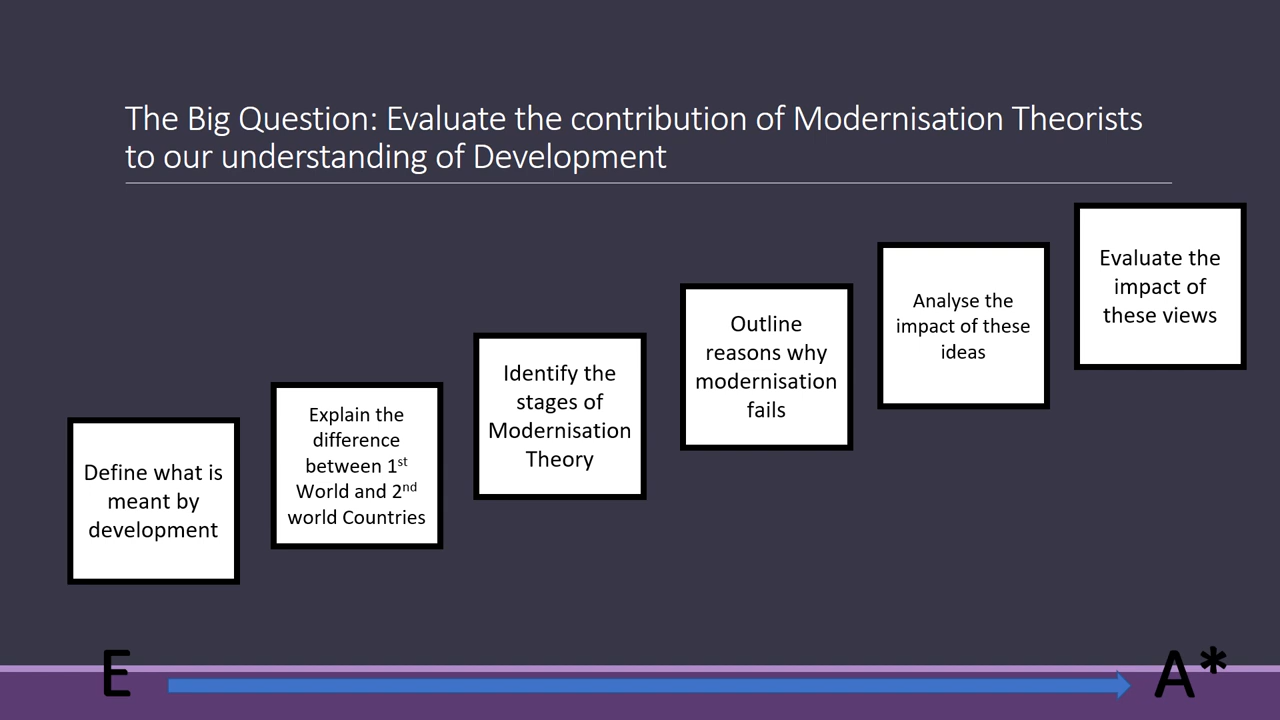 The Big Question: Evaluate the contribution of Modernisation Theorists
to our understanding of Development
Define what is
meant by
development
Explain the
difference
between 1st
World and 2nd
world Countries
Identify the
stages of
Modernisation
Theory
Outline
reasons why
modernisation
fails
Analyse the
impact of these
ideas
Evaluate the
impact of
these views
E
A*